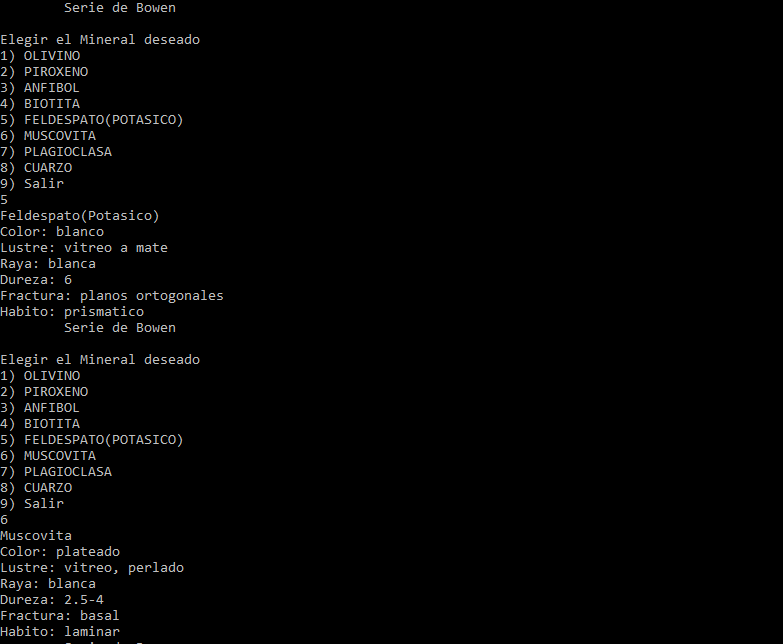 Serie de Bowen
Elegir el Mineral deseado
1) OLIVINO
2) PIROXENO
3) ANFIBOL
4) BIOTITA
5) FELDESPATO(POTASICO)
6) MUSCOVITA
7) PLAGIOCLASA
8) CUARZO
9) Salir
5
Feldespato(Potasico)
Color: blanco
Lustre: vitreo a mate
Raya: blanca
Dureza: 6
Fractura: planos ortogonales
Habito: prismatico
Serie de Bowen
Elegir el Mineral deseado
1) OLIVINO
2) PIROXENO
3) ANFIBOL
4) BIOTITA
5) FELDESPATO(POTASICO)
6) MUSCOVITA
7) PLAGIOCLASA
8) CUARZO
9) Salir
6
Muscovita
Color: plateado
Lustre: vitreo, perlado
Raya: blanca
Dureza: 2.5-4
Fractura: basal
Habito: laminar